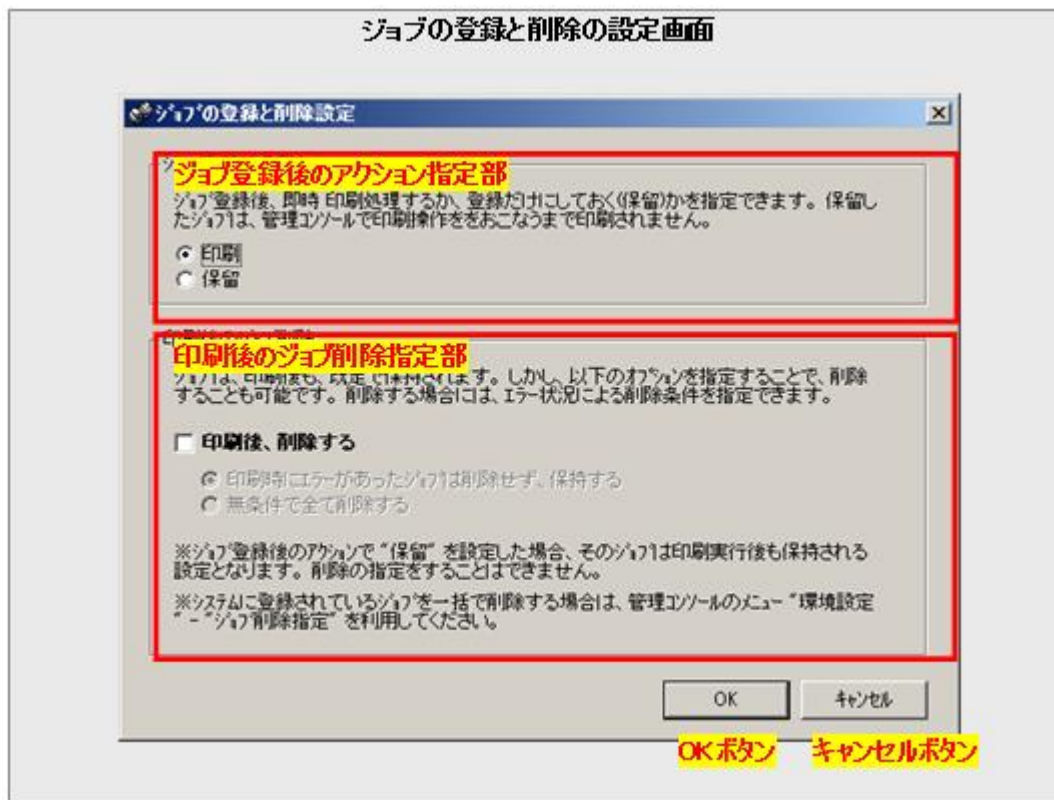 ジョブの登録と削除の設定画面
ｼﾞｮﾌﾞの登録と削除設定
ジョブ登録後のアクション指定部
ｼﾞｮﾌﾞ登録後、即時 印刷処理するか、登録だけにしておく(保留)かを指定できます。保留し
たｼﾞｮﾌﾞは、管理ｺﾝｿｰﾙで印刷操作ををおこなうまで印刷されません。
印刷
保留
印刷後のジョブ削除指定部
ｼﾞｮﾌﾞは、印刷後も、既定で保持されます。しかし、以下のｵﾌﾟｼｮﾝを指定することで、削除
することも可能です。削除する場合には、ｴﾗｰ状況による削除条件を指定できます。
印刷後、削除する
印刷時にｴﾗｰがあったｼﾞｮﾌﾞは削除せず、保持する
無条件で全て削除する
※ｼﾞｮﾌﾞ登録後のｱｸｼｮﾝで "保留" を設定した場合、そのｼﾞｮﾌﾞは印刷実行後も保持される
設定となります。削除の指定をすることはできません。
※ｼｽﾃﾑに登録されているｼﾞｮﾌﾞを一括で削除する場合は、管理ｺﾝｿｰﾙのﾒﾆｭｰ "環境設定
" - "ｼﾞｮﾌﾞ削除指定" を利用してください。
OK
ｷｬﾝｾﾙ
OKボタン
キャンセルボタン